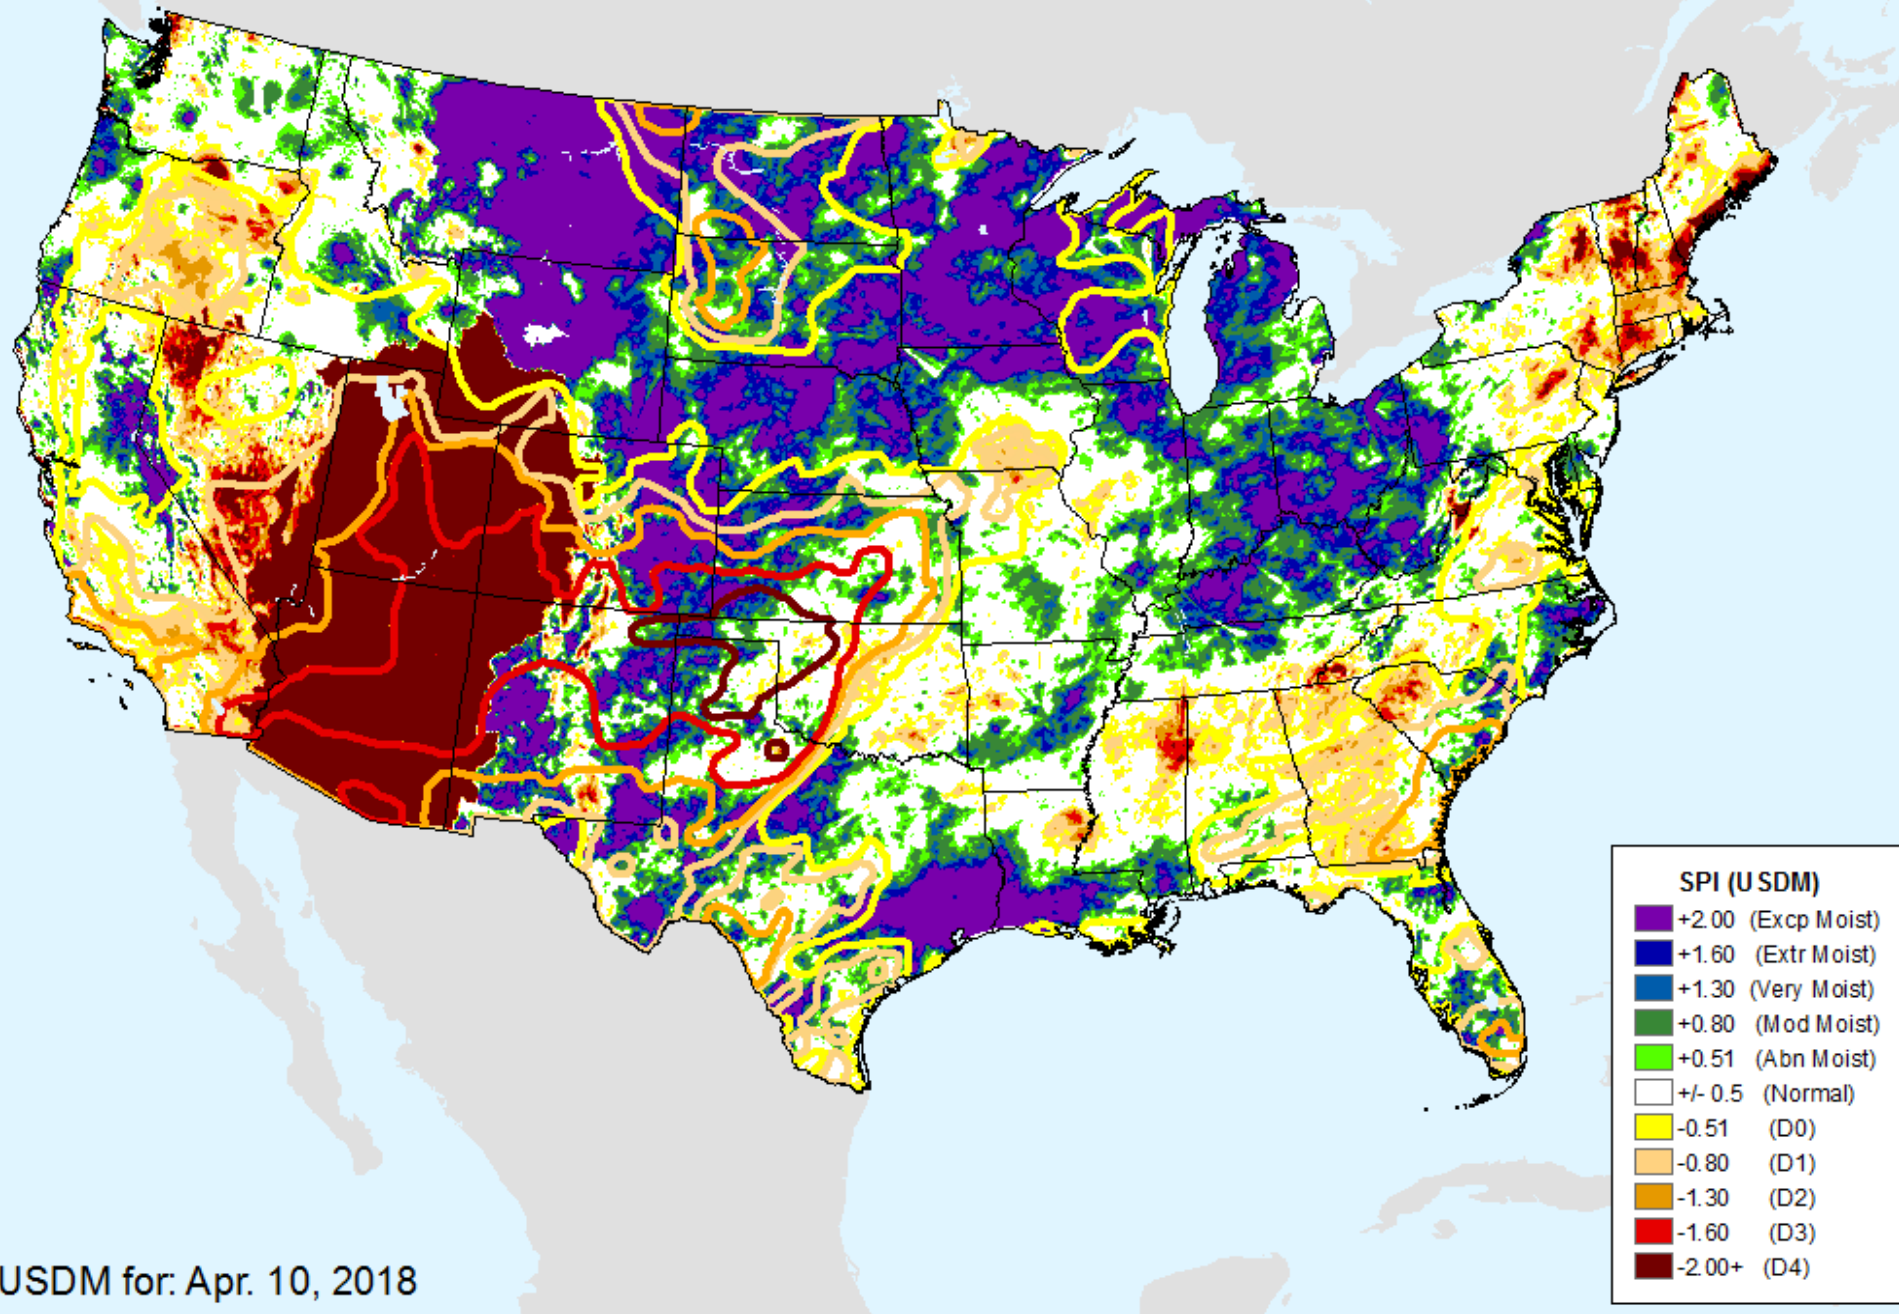 SPI (USDM)
+2.00 (Excp Moist)
+1.60 (Extr Moist)
+1.30 (Very Moist)
+0.80 (Mod Moist)
+0.51 (Abn Moist)
+/- 0.5 (Normal)
-0.51 (D0)
-0.80 (D1)
-1.30 (D2)
-1.60 (D3)
-2.00+ (D4)
USDM for: Apr. 10, 2018